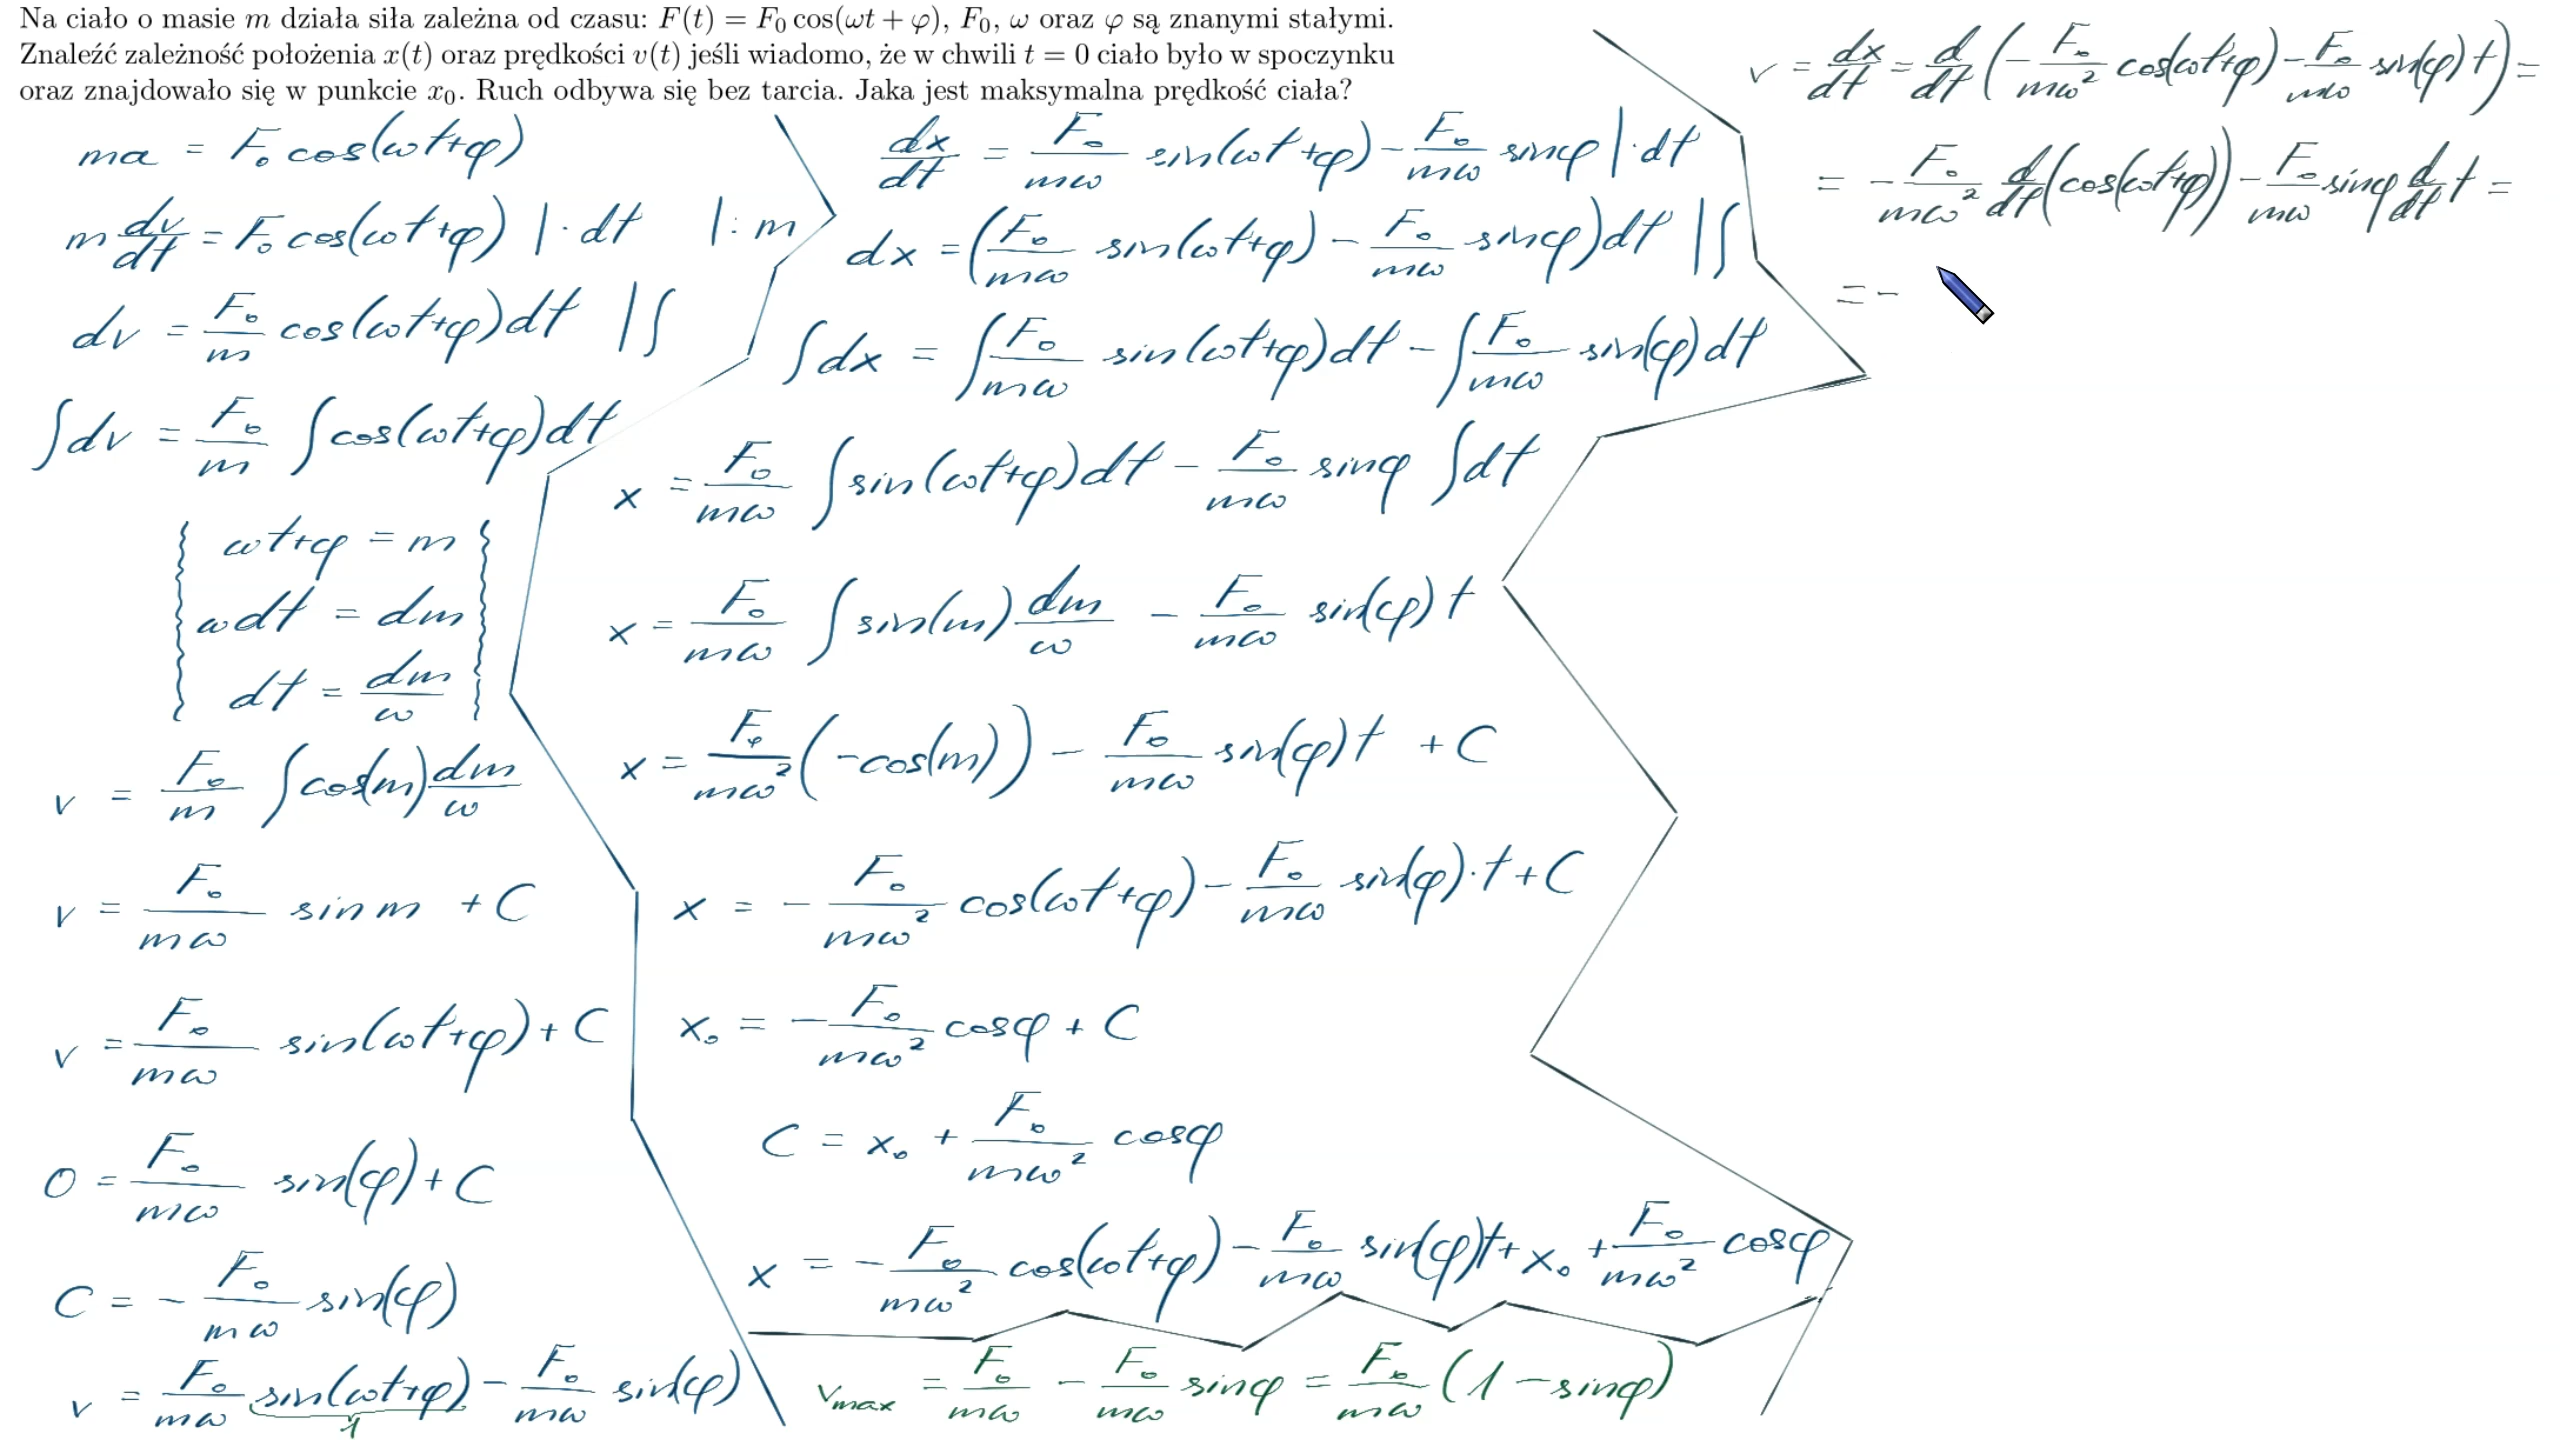 Na ciało o masie m działa siła zależna od czasu: F(t) = F₀ cos(ωt + φ), F₀, ω oraz φ są znanymi stałymi.
Znaleźć zależność położenia x(t) oraz prędkości v(t) jeśli wiadomo, że w chwili t = 0 ciało było w spoczynku
oraz znajdowało się w punkcie x₀. Ruch odbywa się bez tarcia. Jaka jest maksymalna prędkość ciała?
ma = F₀ cos(ωt+φ)
m dv/dt = F₀ cos(ωt+φ) |·dt |:m
dv = F₀/m cos(ωt+φ)dt |∫
∫dv = F₀/m ∫cos(ωt+φ)dt
ωt+φ = m
ωdt = dm
dt = dm/ω
v = F₀/m ∫cos(m) dm/ω
v = F₀/mω sin m + C
v = F₀/mω sin(ωt+φ) + C
0 = F₀/mω sin(φ) + C
C = - F₀/mω sin(φ)
v = F₀/mω sin(ωt+φ) - F₀/mω sin(φ)
1
dx/dt = F₀/mω sin(ωt+φ) - F₀/mω sinφ |·dt
dx = (F₀/mω sin(ωt+φ) - F₀/mω sinφ)dt |∫
∫dx = ∫F₀/mω sin(ωt+φ)dt - ∫F₀/mω sin(φ)dt
x = F₀/mω ∫sin(ωt+φ)dt - F₀/mω sinφ ∫dt
x = F₀/mω ∫sin(m) dm/ω - F₀/mω sin(φ) t
x = F₀/mω² (-cos(m)) - F₀/mω sin(φ) t + C
x = - F₀/mω² cos(ωt+φ) - F₀/mω sin(φ)·t + C
x₀ = - F₀/mω² cosφ + C
C = x₀ + F₀/mω² cosφ
x = - F₀/mω² cos(ωt+φ) - F₀/mω sin(φ)t + x₀ + F₀/mω² cosφ
vmax = F₀/mω - F₀/mω sinφ = F₀/mω (1 - sinφ)
v = dx/dt = d/dt (- F₀/mω² cos(ωt+φ) - F₀/mω sin(φ) t) =
= - F₀/mω² d/dt (cos(ωt+φ)) - F₀/mω sinφ d/dt t =
= -